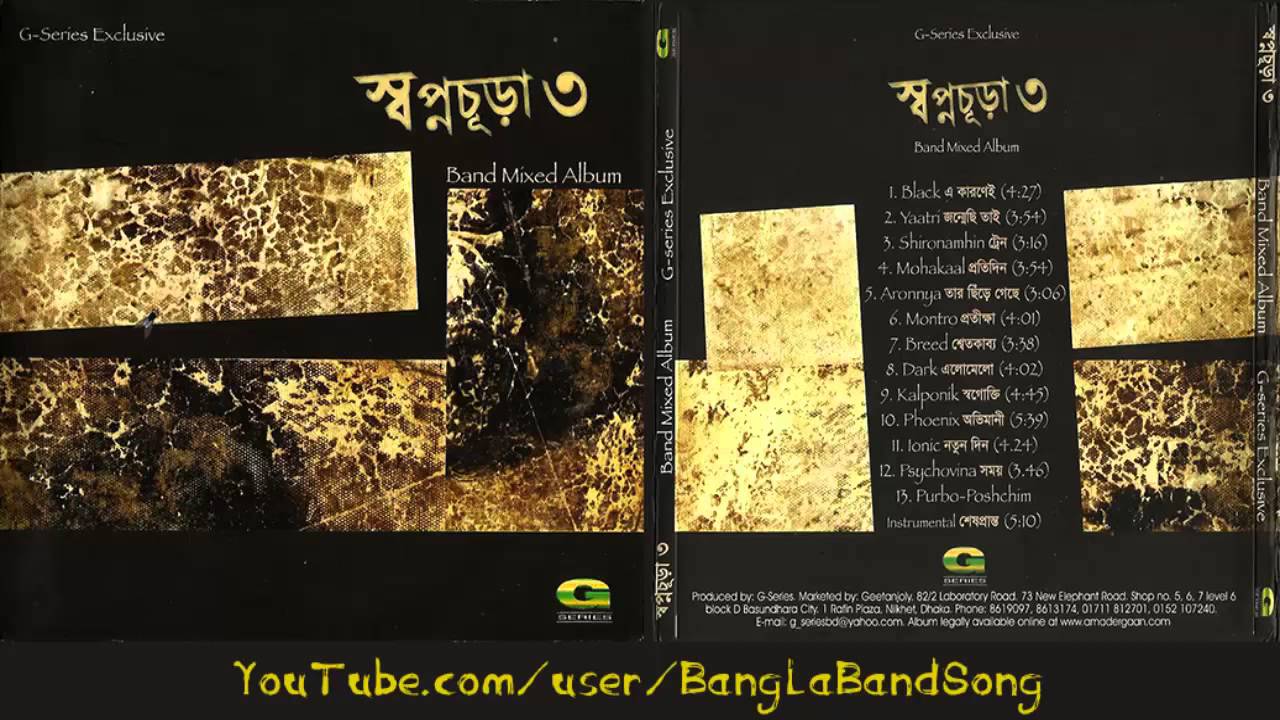 G-Series Exclusive
স্বপ্নচূড়া ৩
Band Mixed Album
G
SERIES
G-series Exclusive
Band Mixed Album
স্বপ্নচূড়া ৩
G-Series Exclusive
স্বপ্নচূড়া ৩
Band Mixed Album
1. Black এ কারণেই (4:27)
2. Yaatri জন্মেছি তাই (3:54)
3. Shironamhin ট্রেন (3:16)
4. Mohakaal প্রতিদিন (3:54)
5. Aronnya তার ছিঁড়ে গেছে (3:06)
6. Montro প্রতীক্ষা (4:01)
7. Breed শ্বেতকাব্য (3:38)
8. Dark এলোমেলো (4:02)
9. Kalponik স্বগোক্তি (4:45)
10. Phoenix অভিমানী (5:39)
11. Ionic নতুন দিন (4.24)
12. Psychovina সময় (3.46)
13. Purbo-Poshchim
Instrumental শেষপ্রান্ত (5:10)
G
SERIES
Produced by: G-Series. Marketed by: Geetanjoly, 82/2 Laboratory Road. 73 New Elephant Road. Shop no. 5, 6, 7 level 6
block D Basundhara City. 1 Rafin Plaza, Nilkhet, Dhaka. Phone: 8619097, 8613174, 01711 812701, 0152 107240.
E-mail: g_seriesbd@yahoo.com. Album legally available online at www.amadergaan.com
স্বপ্নচূড়া ৩
Band Mixed Album
G-series Exclusive
YouTube.com/user/BangLaBandSong